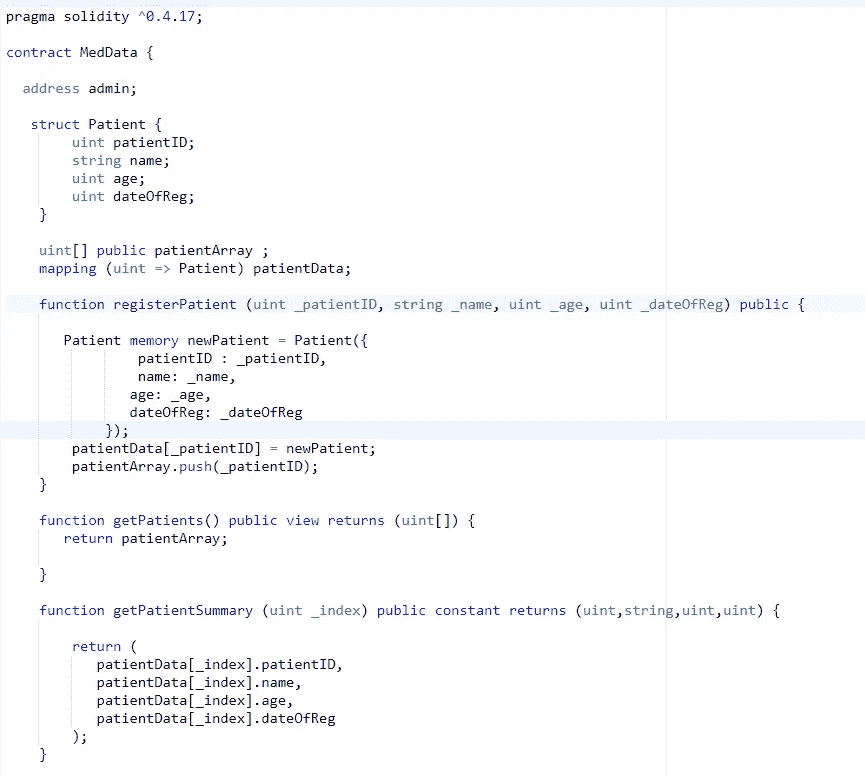 pragma solidity ^0.4.17;
contract MedData {
address admin;
struct Patient {
uint patientID;
string name;
uint age;
uint dateOfReg;
}
uint[] public patientArray ;
mapping (uint => Patient) patientData;
function registerPatient (uint _patientID, string _name, uint _age, uint _dateOfReg) public {
Patient memory newPatient = Patient({
patientID : _patientID,
name: _name,
age: _age,
dateOfReg: _dateOfReg
});
patientData[_patientID] = newPatient;
patientArray.push(_patientID);
}
function getPatients() public view returns (uint[]) {
return patientArray;
}
function getPatientSummary (uint _index) public constant returns (uint,string,uint,uint) {
return (
patientData[_index].patientID,
patientData[_index].name,
patientData[_index].age,
patientData[_index].dateOfReg
);
}